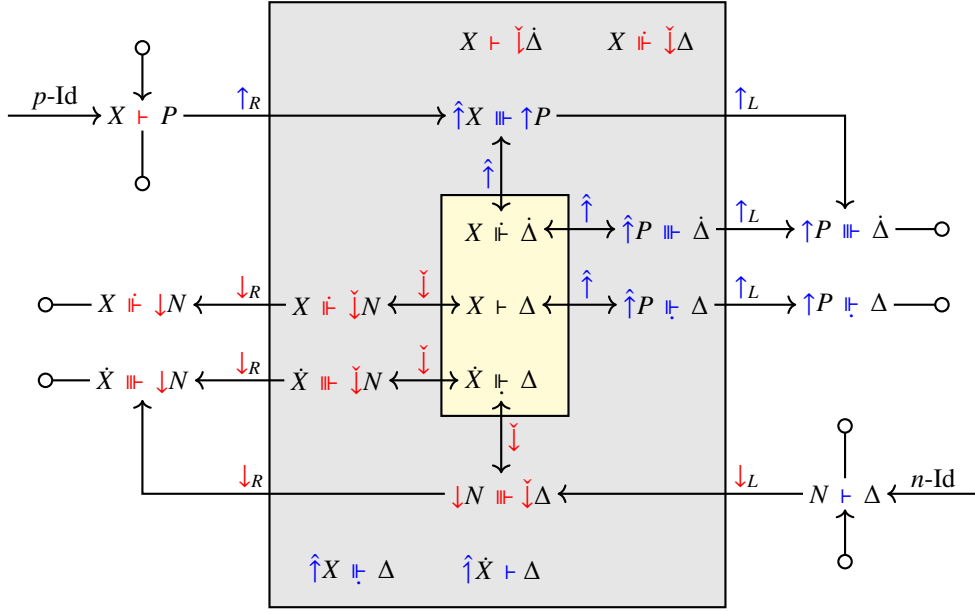 X ⊢ ↓̌Δ̇ X ⊩̇ ↓̌Δ
p-Id X ⊢ P ↑R ↑̂X ⊪ ↑P ↑L
↑̂
X ⊩̇ Δ̇ ↑̂ ↑̂P ⊪ Δ̇ ↑L ↑P ⊪ Δ̇
X ⊩̇ ↓N ↓R X ⊩̇ ↓̌N ↓̌ X ⊢ Δ ↑̂ ↑̂P ⊩̣ Δ ↑L ↑P ⊩̣ Δ
Ẋ ⊪ ↓N ↓R Ẋ ⊪ ↓̌N ↓̌ Ẋ ⊩̣ Δ
↓̌
↓R ↓N ⊪ ↓̌Δ ↓L N ⊢ Δ n-Id
↑̂X ⊩̣ Δ ↑̂Ẋ ⊢ Δ